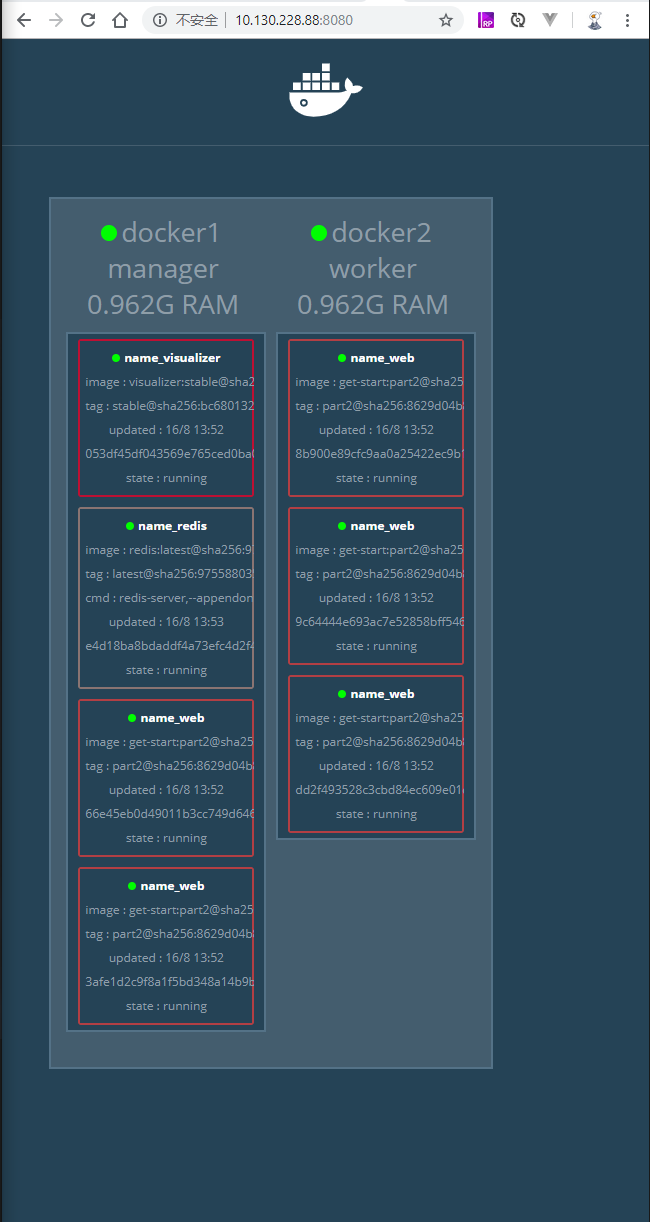 不安全 10.130.228.88:8080
RP
docker1
manager
0.962G RAM
name_visualizer
image : visualizer:stable@sha2
tag : stable@sha256:bc680132
updated : 16/8 13:52
053df45df043569e765ced0ba0
state : running
name_redis
image : redis:latest@sha256:97
tag : latest@sha256:97558803
cmd : redis-server,--appendon
updated : 16/8 13:53
e4d18ba8bdaddf4a73efc4d2f4
state : running
name_web
image : get-start:part2@sha25
tag : part2@sha256:8629d04b
updated : 16/8 13:52
66e45eb0d49011b3cc749d646
state : running
name_web
image : get-start:part2@sha25
tag : part2@sha256:8629d04b
updated : 16/8 13:52
3afe1d2c9f8a1f5bd348a14b9b
state : running
docker2
worker
0.962G RAM
name_web
image : get-start:part2@sha25
tag : part2@sha256:8629d04b
updated : 16/8 13:52
8b900e89cfc9aa0a25422ec9b1
state : running
name_web
image : get-start:part2@sha25
tag : part2@sha256:8629d04b
updated : 16/8 13:52
9c64444e693ac7e52858bff546
state : running
name_web
image : get-start:part2@sha25
tag : part2@sha256:8629d04b
updated : 16/8 13:52
dd2f493528c3cbd84ec609e01
state : running